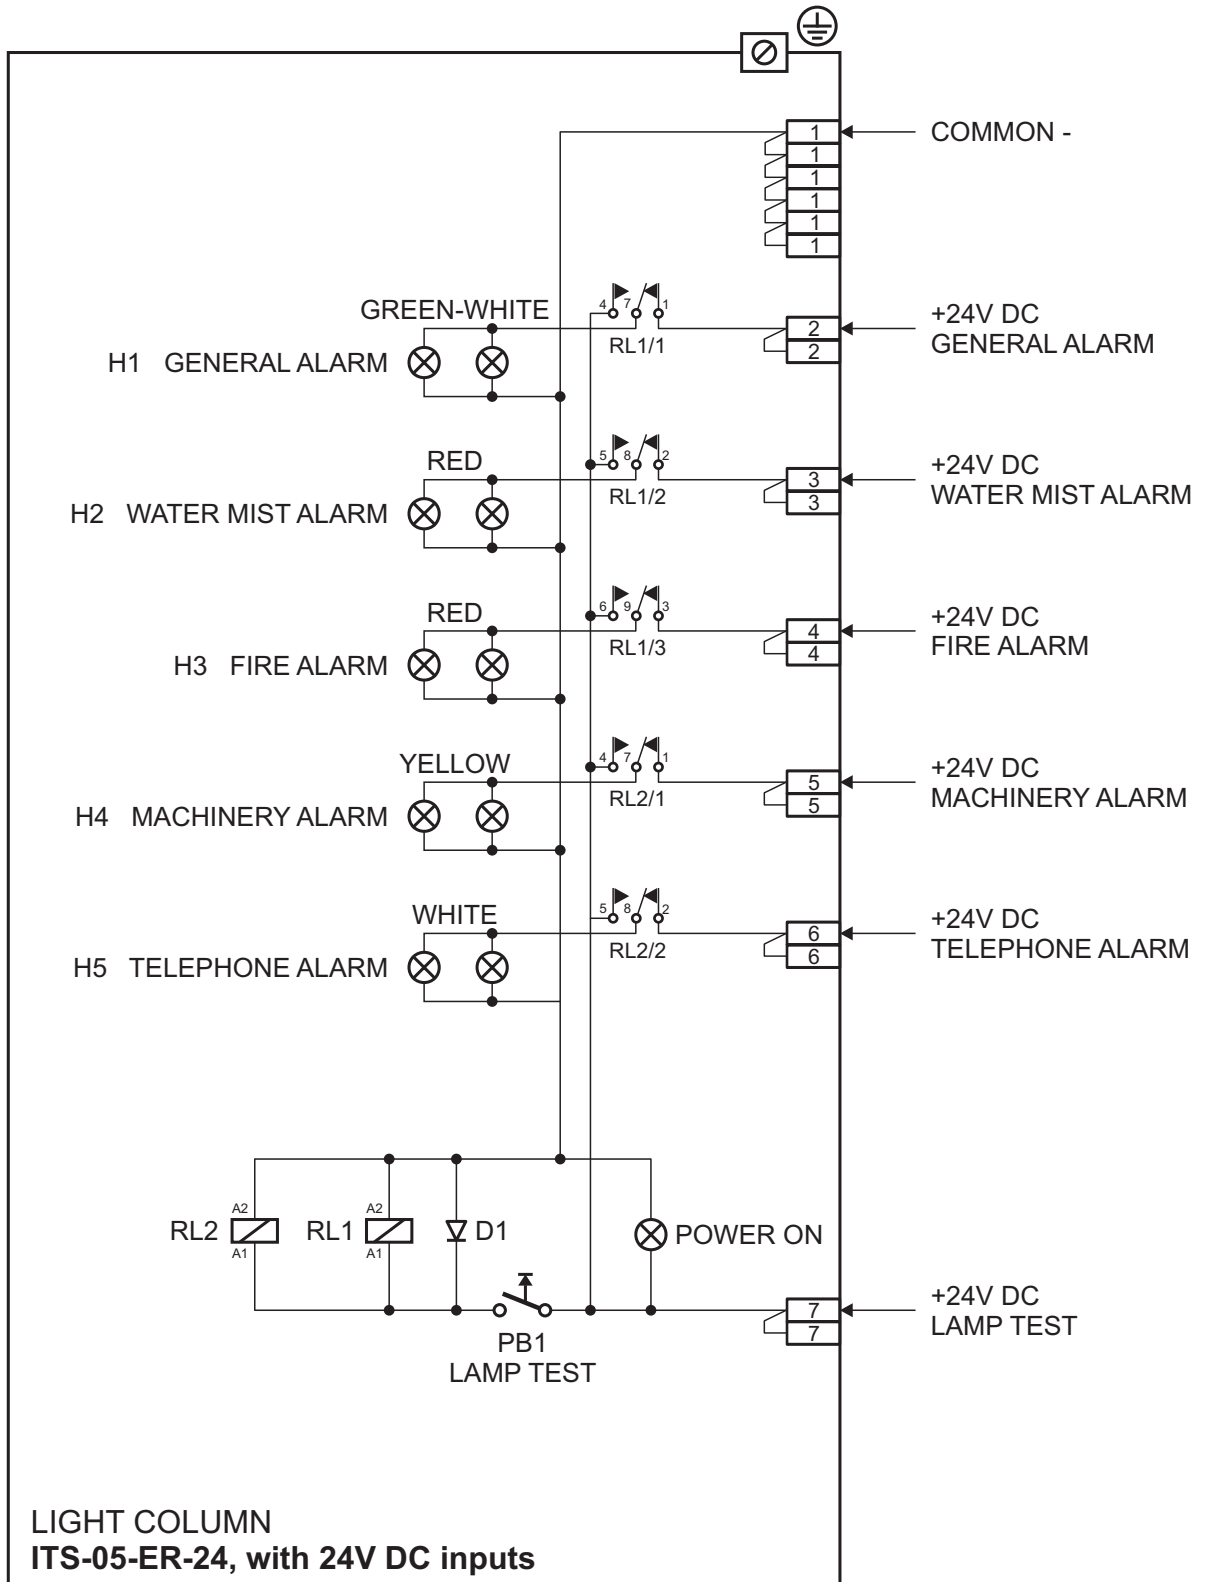 1 COMMON -
1
1
1
1
1
GREEN-WHITE
4 7 1
RL1/1
H1 GENERAL ALARM
2
2
+24V DC
GENERAL ALARM
RED
5 8 2
RL1/2
H2 WATER MIST ALARM
3
3
+24V DC
WATER MIST ALARM
RED
6 9 3
RL1/3
H3 FIRE ALARM
4
4
+24V DC
FIRE ALARM
YELLOW
4 7 1
RL2/1
H4 MACHINERY ALARM
5
5
+24V DC
MACHINERY ALARM
WHITE
5 8 2
RL2/2
H5 TELEPHONE ALARM
6
6
+24V DC
TELEPHONE ALARM
A2 A2
RL2 RL1 D1 POWER ON
A1 A1
PB1
LAMP TEST
7
7
+24V DC
LAMP TEST
LIGHT COLUMN
ITS-05-ER-24, with 24V DC inputs